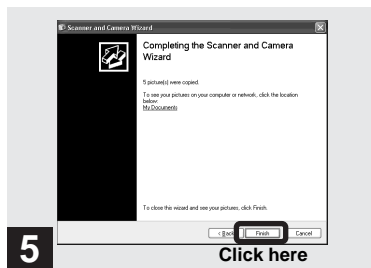 Scanner and Camera Wizard
Completing the Scanner and Camera
Wizard
5 picture(s) were copied.
To see your pictures on your computer or network, click the location
below:
My Documents
To close this wizard and see your pictures, click Finish.
< Back
Finish
Cancel
5
Click here